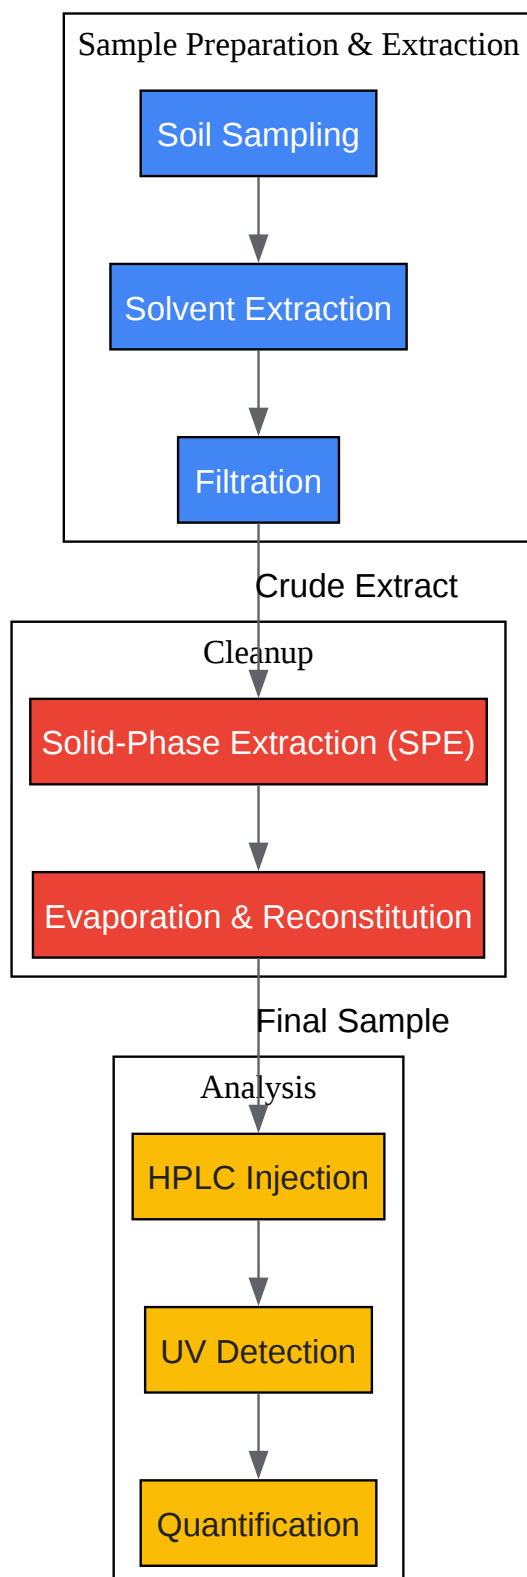 Sample Preparation & Extraction
Soil Sampling
Solvent Extraction
Filtration
Crude Extract
Cleanup
Solid-Phase Extraction (SPE)
Evaporation & Reconstitution
Final Sample
Analysis
HPLC Injection
UV Detection
Quantification